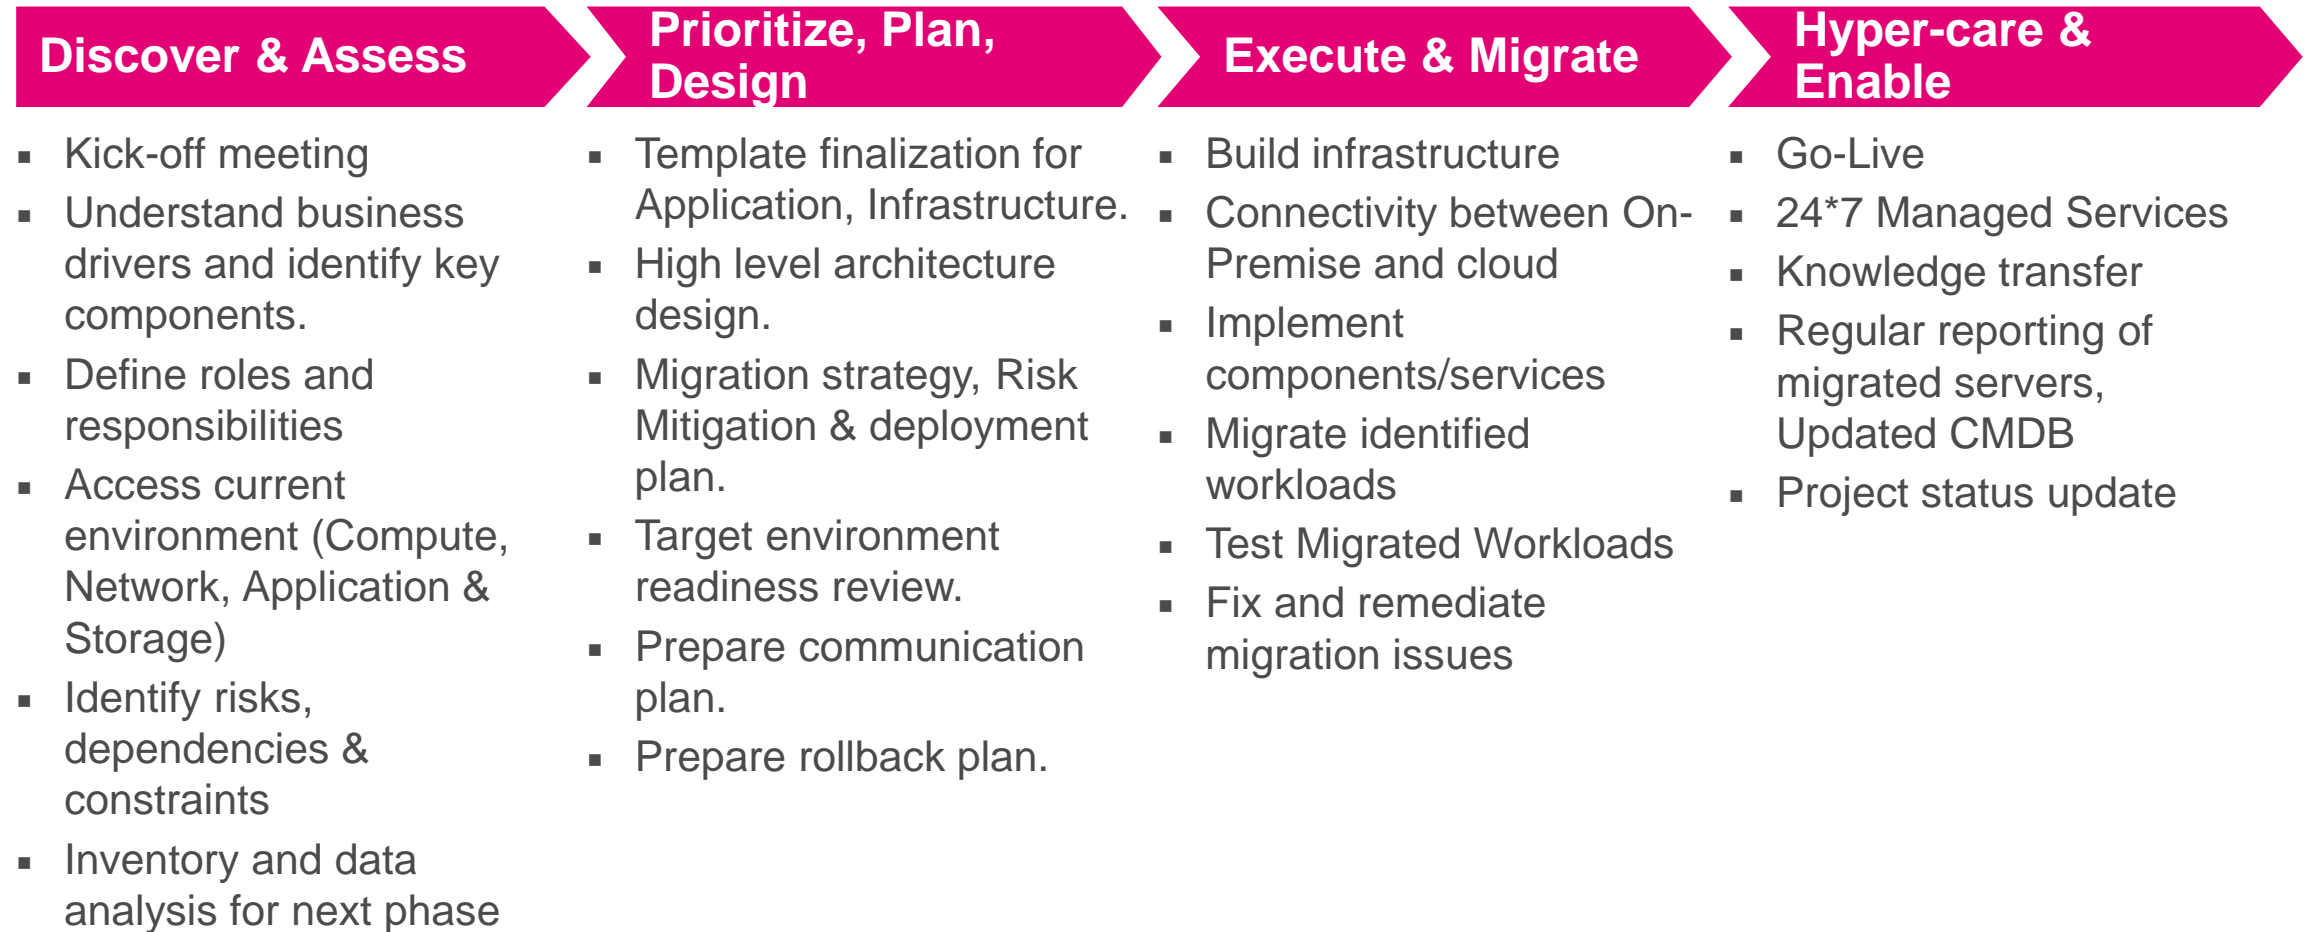 Discover & Assess
Prioritize, Plan,
Design
Execute & Migrate
Hyper-care &
Enable
▪ Kick-off meeting
▪ Understand business
drivers and identify key
components.
▪ Define roles and
responsibilities
▪ Access current
environment (Compute,
Network, Application &
Storage)
▪ Identify risks,
dependencies &
constraints
▪ Inventory and data
analysis for next phase
▪ Template finalization for
Application, Infrastructure.
▪ High level architecture
design.
▪ Migration strategy, Risk
Mitigation & deployment
plan.
▪ Target environment
readiness review.
▪ Prepare communication
plan.
▪ Prepare rollback plan.
▪ Build infrastructure
▪ Connectivity between On-
Premise and cloud
▪ Implement
components/services
▪ Migrate identified
workloads
▪ Test Migrated Workloads
▪ Fix and remediate
migration issues
▪ Go-Live
▪ 24*7 Managed Services
▪ Knowledge transfer
▪ Regular reporting of
migrated servers,
Updated CMDB
▪ Project status update